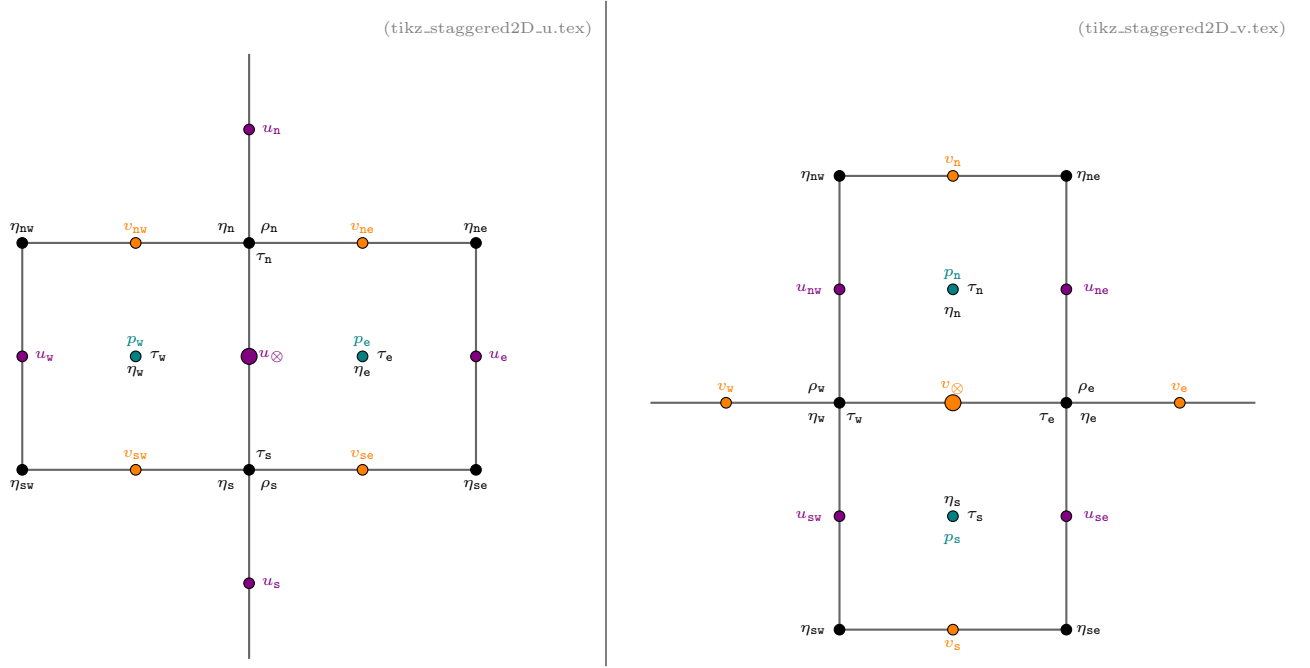 (tikz_staggered2D_u.tex)
u_n
η_nw v_nw η_n ρ_n v_ne η_ne
τ_n
p_w p_e
u_w τ_w u_⊗ τ_e u_e
η_w η_e
v_sw τ_s v_se
η_sw η_s ρ_s η_se
u_s
(tikz_staggered2D_v.tex)
v_n
η_nw η_ne
p_n
u_nw τ_n u_ne
η_n
v_w ρ_w v_⊗ ρ_e v_e
η_w τ_w τ_e η_e
η_s
u_sw τ_s u_se
p_s
η_sw η_se
v_s